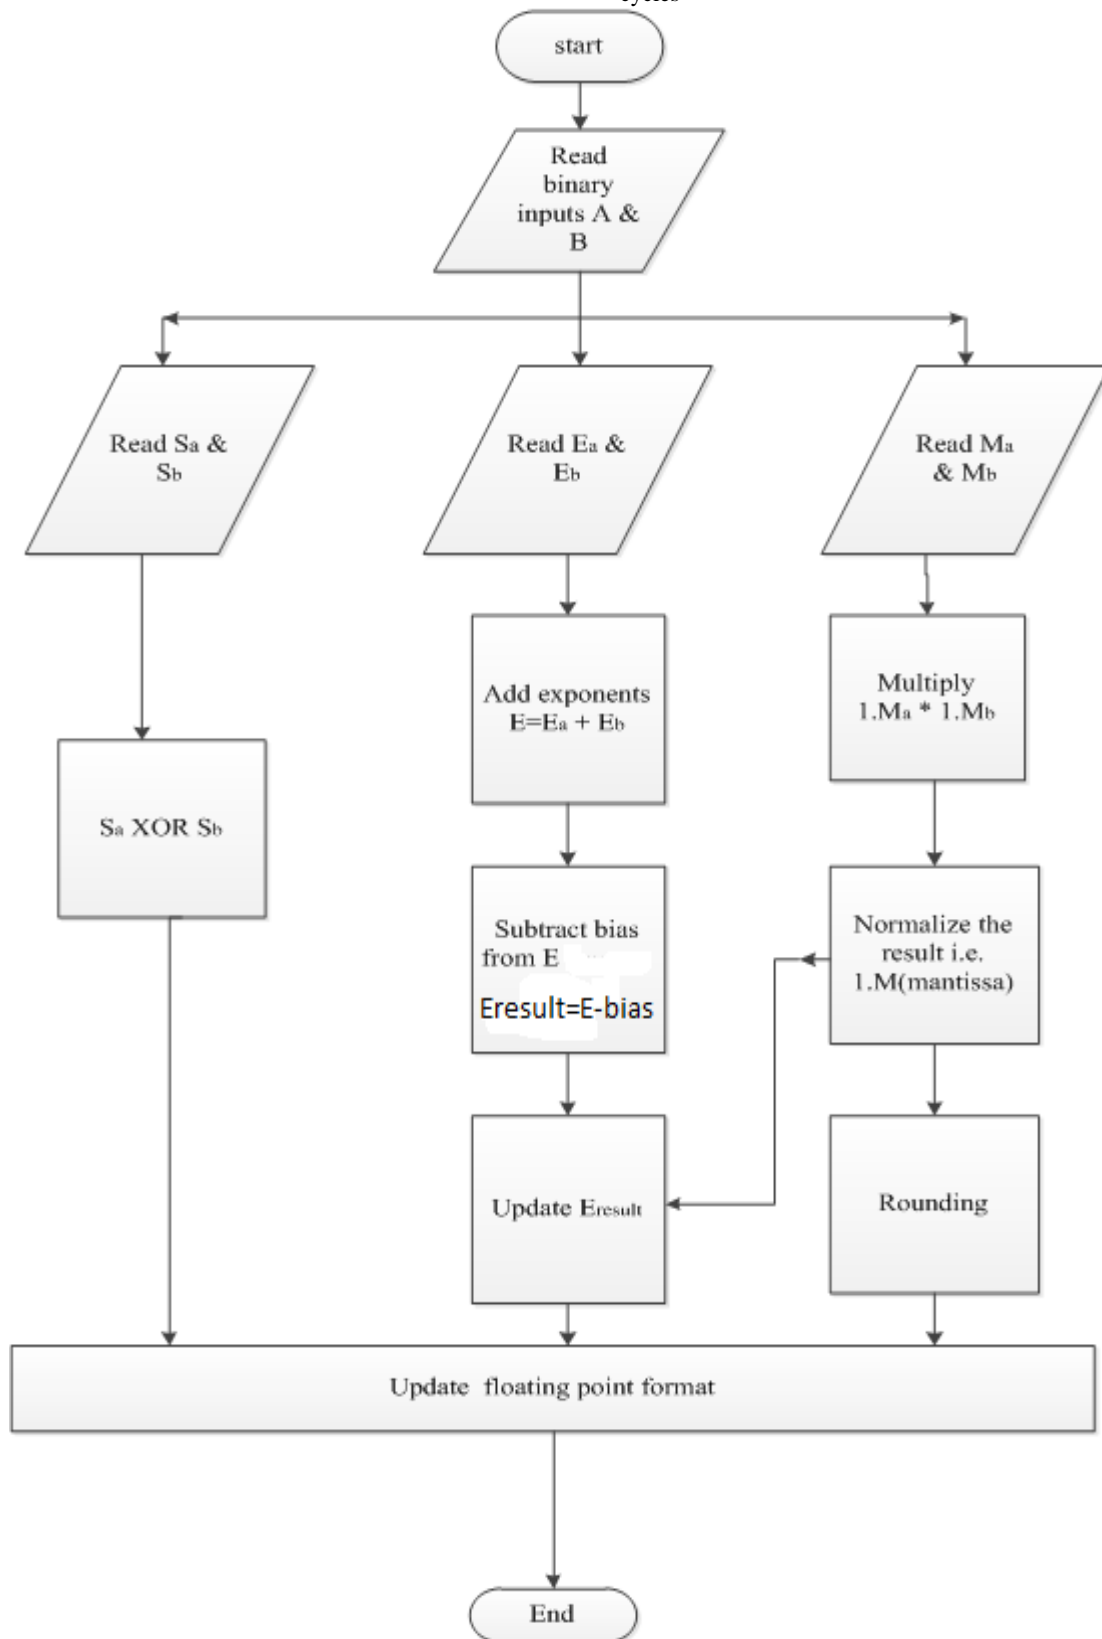 start
Read
binary
inputs A &
B
Read Sa &
Sb
Read Ea &
Eb
Read Ma
& Mb
Add exponents
E=Ea + Eb
Multiply
1.Ma * 1.Mb
Sa XOR Sb
Subtract bias
from E
Eresult=E-bias
Normalize the
result i.e.
1.M(mantissa)
Update Eresult
Rounding
Update floating point format
End